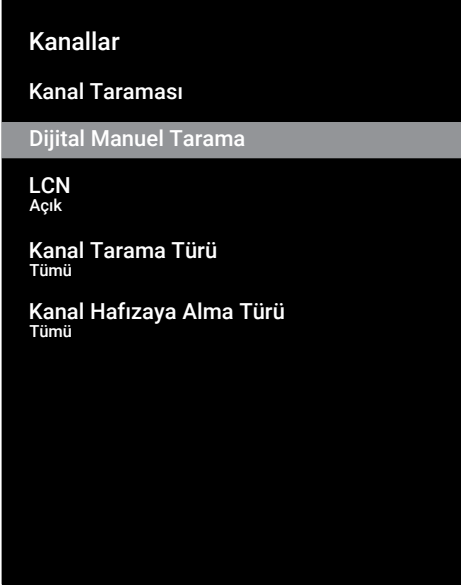 Kanallar
Kanal Taraması
Dijital Manuel Tarama
LCN
Açık
Kanal Tarama Türü
Tümü
Kanal Hafızaya Alma Türü
Tümü